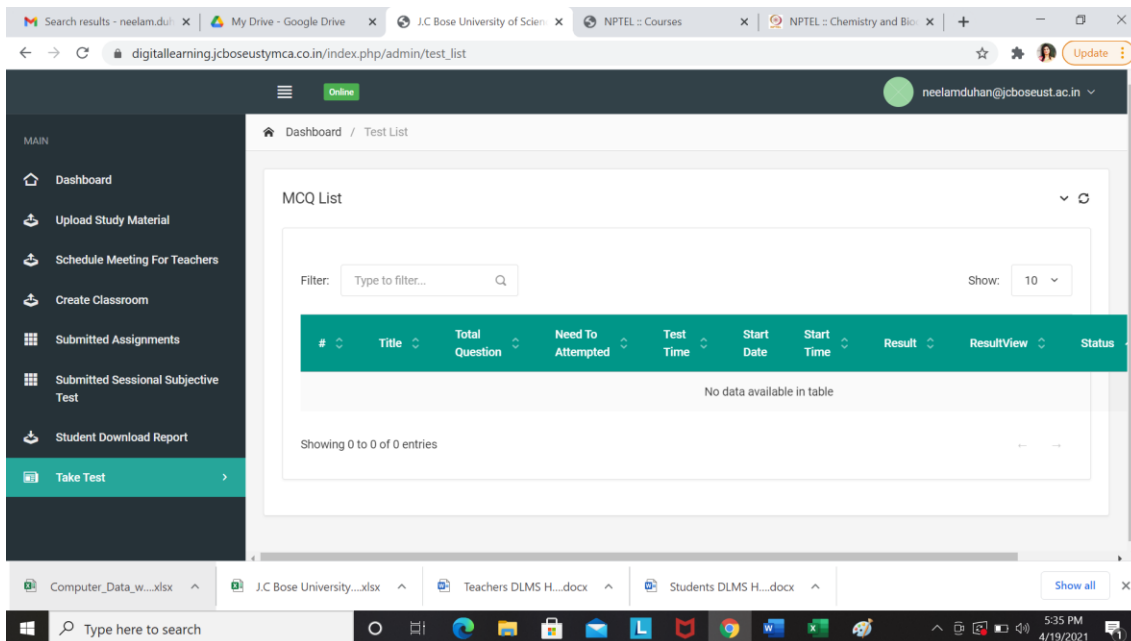 Search results - neelam.duh
My Drive - Google Drive
J.C Bose University of Scien
NPTEL :: Courses
NPTEL :: Chemistry and Bio
digitallearning.jcboseustymca.co.in/index.php/admin/test_list
Update
Online
neelamduhan@jcboseust.ac.in
MAIN
Dashboard
Upload Study Material
Schedule Meeting For Teachers
Create Classroom
Submitted Assignments
Submitted Sessional Subjective
Test
Student Download Report
Take Test
Dashboard / Test List
MCQ List
Filter: Type to filter...
Show: 10
# Title Total Question Need To Attempted Test Time Start Date Start Time Result ResultView Status
No data available in table
Showing 0 to 0 of 0 entries
Computer_Data_w....xlsx
J.C Bose University....xlsx
Teachers DLMS H....docx
Students DLMS H....docx
Show all
Type here to search
5:35 PM
4/19/2021